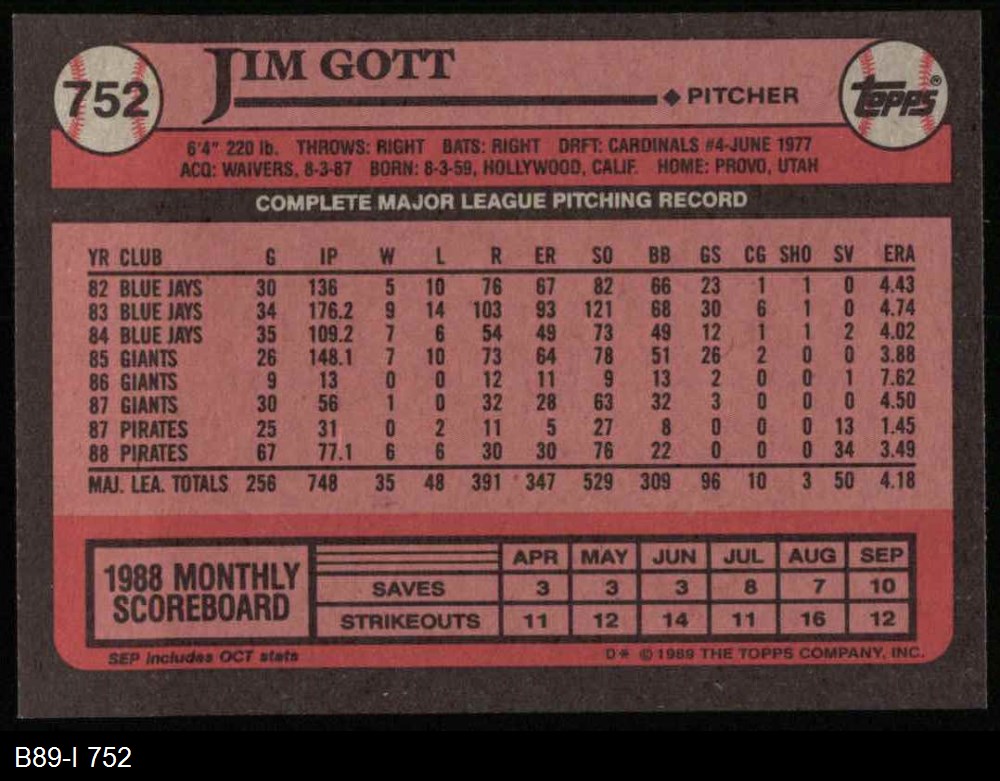 752
JIM GOTT
◆ PITCHER
TOPPS®
6'4" 220 lb. THROWS: RIGHT BATS: RIGHT DRFT: CARDINALS #4-JUNE 1977
ACQ: WAIVERS, 8-3-87 BORN: 8-3-59, HOLLYWOOD, CALIF. HOME: PROVO, UTAH
COMPLETE MAJOR LEAGUE PITCHING RECORD
YR CLUB G IP W L R ER SO BB GS CG SHO SV ERA
82 BLUE JAYS 30 136 5 10 76 67 82 66 23 1 1 0 4.43
83 BLUE JAYS 34 176.2 9 14 103 93 121 68 30 6 1 0 4.74
84 BLUE JAYS 35 109.2 7 6 54 49 73 49 12 1 1 2 4.02
85 GIANTS 26 148.1 7 10 73 64 78 51 26 2 0 0 3.88
86 GIANTS 9 13 0 0 12 11 9 13 2 0 0 1 7.62
87 GIANTS 30 56 1 0 32 28 63 32 3 0 0 0 4.50
87 PIRATES 25 31 0 2 11 5 27 8 0 0 0 13 1.45
88 PIRATES 67 77.1 6 6 30 30 76 22 0 0 0 34 3.49
MAJ. LEA. TOTALS 256 748 35 48 391 347 529 309 96 10 3 50 4.18
1988 MONTHLY SCOREBOARD
APR MAY JUN JUL AUG SEP
SAVES 3 3 3 8 7 10
STRIKEOUTS 11 12 14 11 16 12
SEP includes OCT stats
D* © 1989 THE TOPPS COMPANY, INC.
B89-I 752